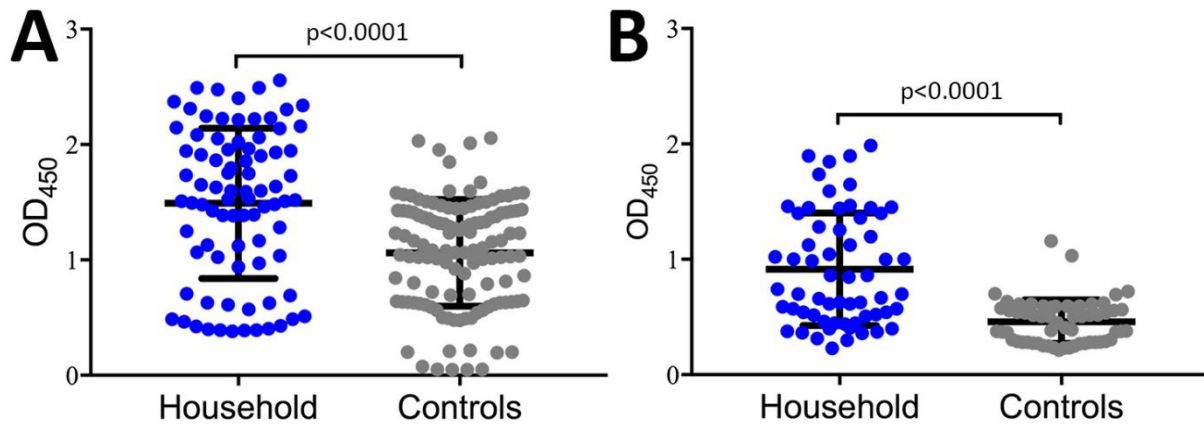 A
OD450
3
2
1
0
p<0.0001
Household
Controls
B
OD450
3
2
1
0
p<0.0001
Household
Controls